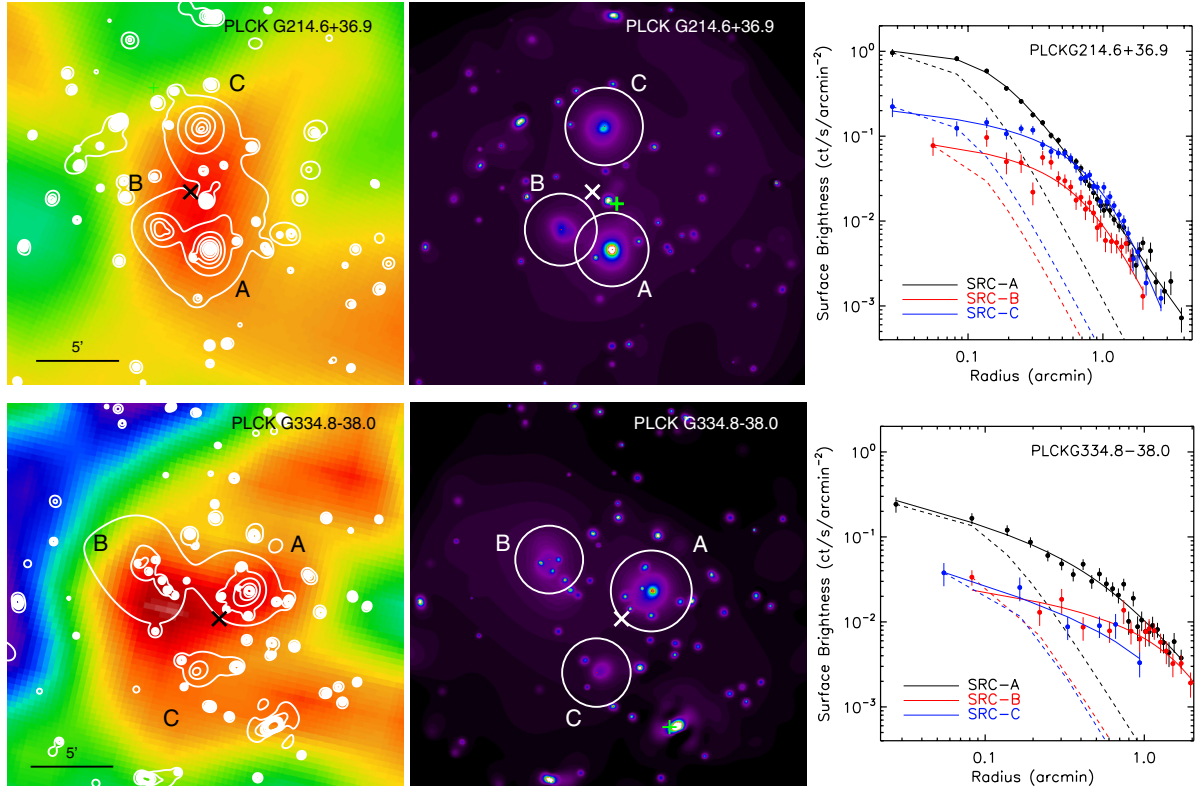 PLCK G214.6+36.9
C
B
A
5'
PLCK G214.6+36.9
C
B
A
PLCKG214.6+36.9
Surface Brightness (ct/s/arcmin⁻²)
10⁰
10⁻¹
10⁻²
10⁻³
SRC−A
SRC−B
SRC−C
0.1 1.0
Radius (arcmin)
PLCK G334.8-38.0
B
A
C
5'
PLCK G334.8-38.0
B
A
C
PLCKG334.8−38.0
Surface Brightness (ct/s/arcmin⁻²)
10⁰
10⁻¹
10⁻²
10⁻³
SRC−A
SRC−B
SRC−C
0.1 1.0
Radius (arcmin)